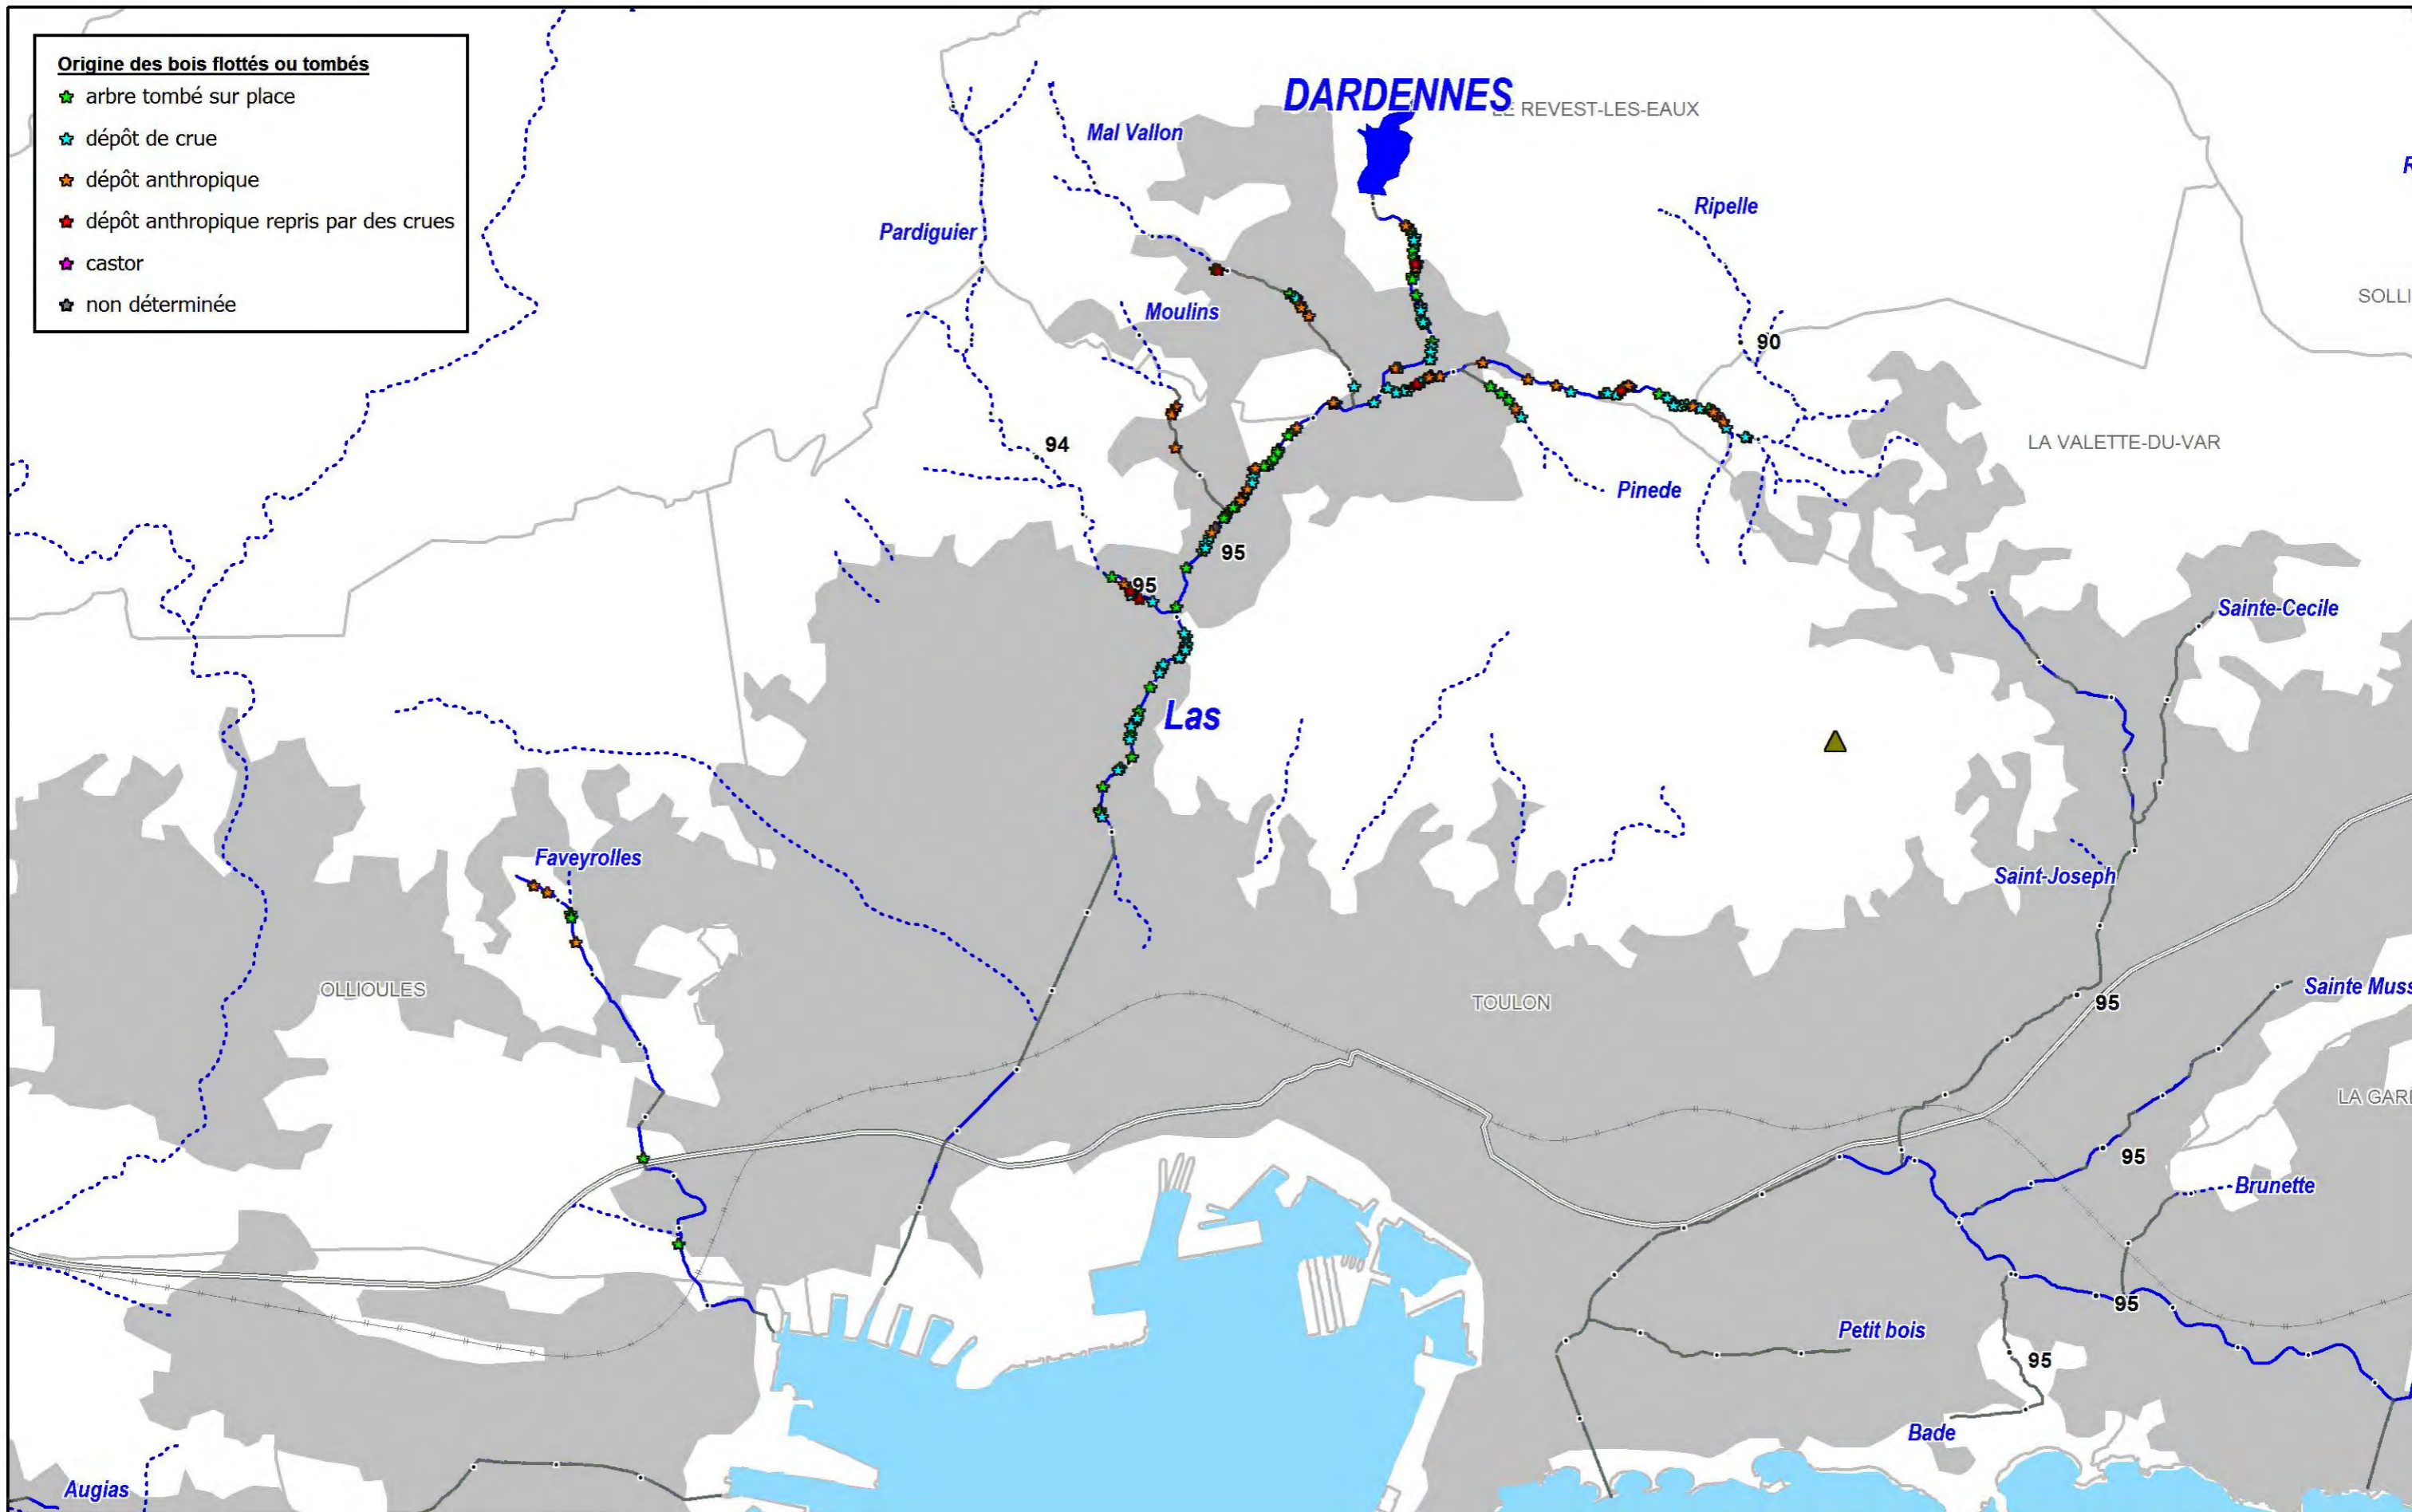 Origine des bois flottés ou tombés
arbre tombé sur place
dépôt de crue
dépôt anthropique
dépôt anthropique repris par des crues
castor
non déterminée
DARDENNES
LE REVEST-LES-EAUX
Mal Vallon
R
Ripelle
Pardiguier
SOLLI
Moulins
90
94
LA VALETTE-DU-VAR
Pinede
95
95
Sainte-Cecile
Las
Faveyrolles
Saint-Joseph
OLLIOULES
TOULON
Sainte Muss
95
LA GAR
95
Brunette
95
Petit bois
95
Bade
Augias